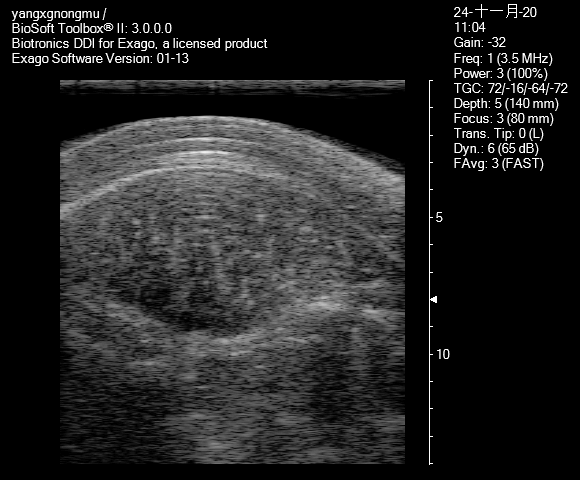 yangxgnongmu /
BioSoft Toolbox® II: 3.0.0.0
Biotronics DDI for Exago, a licensed product
Exago Software Version: 01-13
24-十一月-20
11:04
Gain: -32
Freq: 1 (3.5 MHz)
Power: 3 (100%)
TGC: 72/-16/-64/-72
Depth: 5 (140 mm)
Focus: 3 (80 mm)
Trans. Tip: 0 (L)
Dyn.: 6 (65 dB)
FAvg: 3 (FAST)
5
10